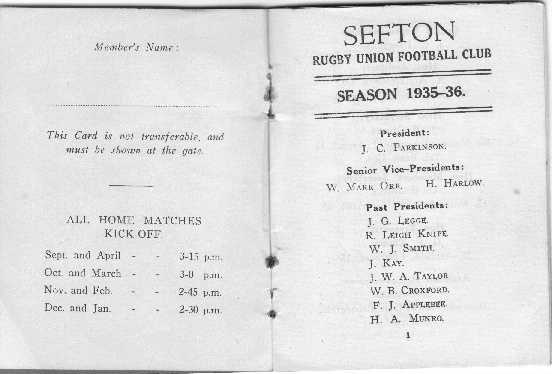 Member's Name:
This Card is not transferable, and
must be shown at the gate.
ALL HOME MATCHES
KICK OFF
Sept. and April - - 3-15 p.m.
Oct. and March - - 3-0 p.m.
Nov. and Feb. - - 2-45 p.m.
Dec. and Jan. - - 2-30 p.m.
SEFTON
RUGBY UNION FOOTBALL CLUB
SEASON 1935-36.
President:
J. C. PARKINSON.
Senior Vice-Presidents:
W. MARK ORR. H. HARLOW.
Past Presidents:
J. G. LEGGE.
R. LEIGH KNIFE.
W. J. SMITH.
J. KAY.
J. W. A. TAYLOR
W. B. CROXFORD.
F. J. APPLEBEE.
H. A. MUNRO.
1